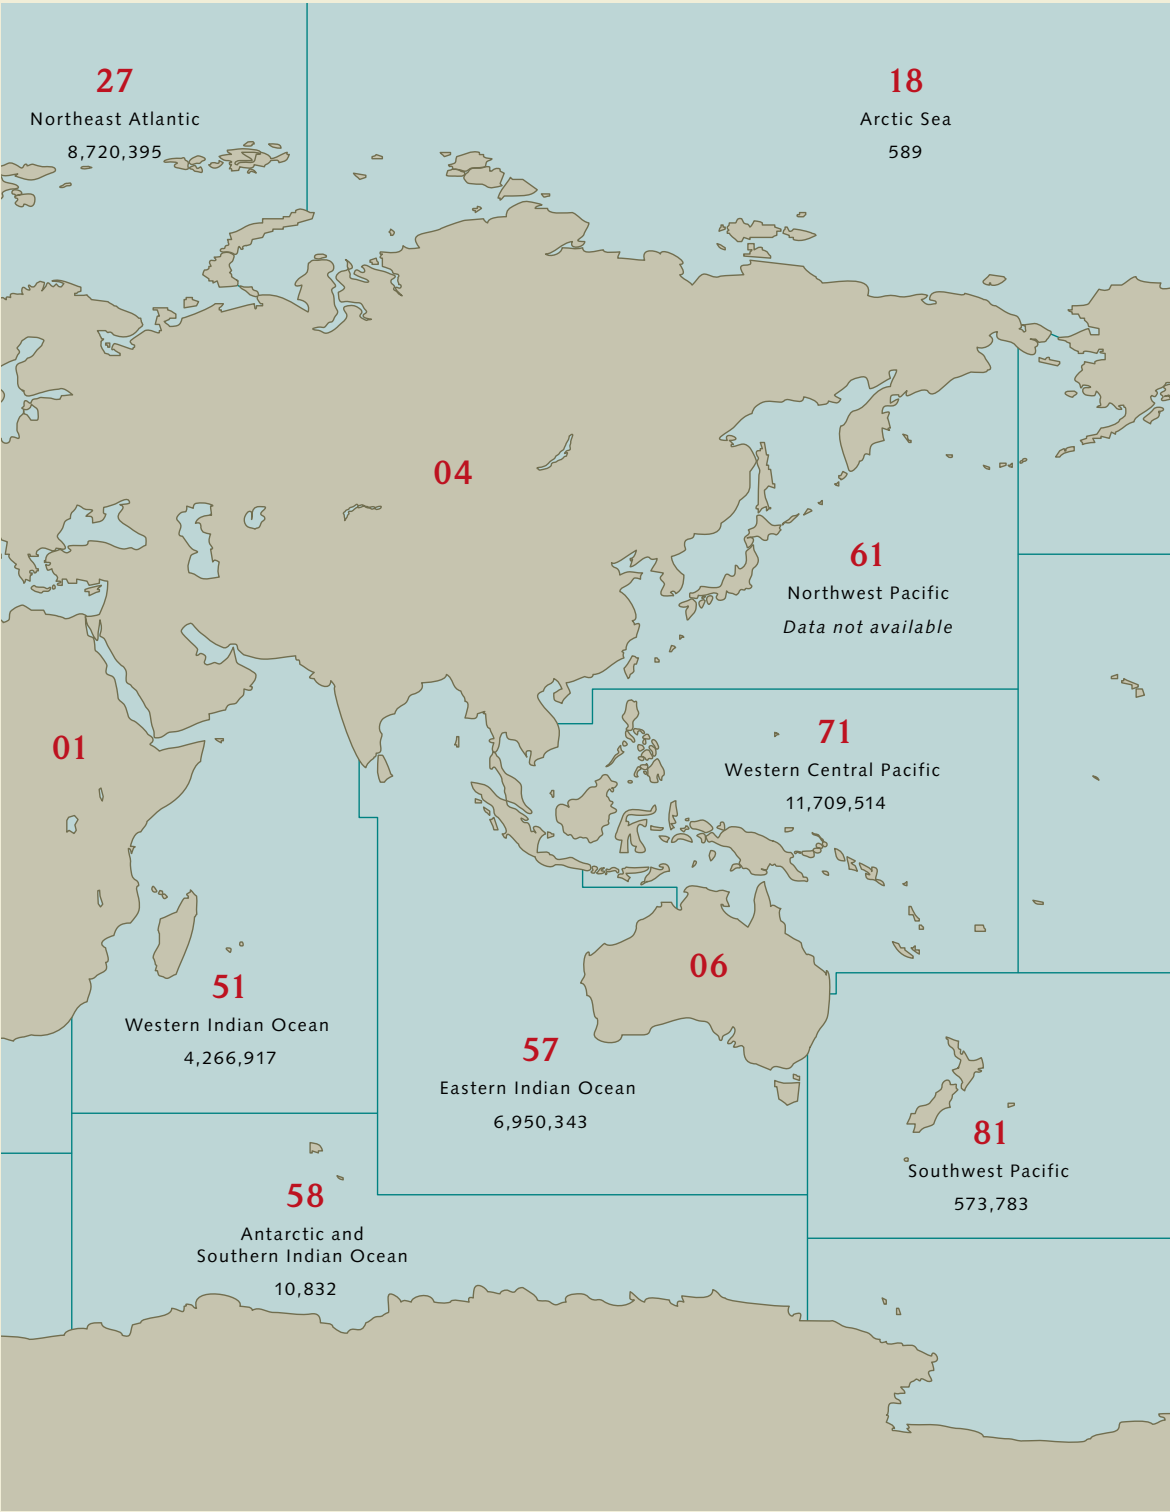 27
Northeast Atlantic
8,720,395
18
Arctic Sea
589
04
61
Northwest Pacific
Data not available
01
71
Western Central Pacific
11,709,514
06
51
Western Indian Ocean
4,266,917
57
Eastern Indian Ocean
6,950,343
81
Southwest Pacific
573,783
58
Antarctic and
Southern Indian Ocean
10,832